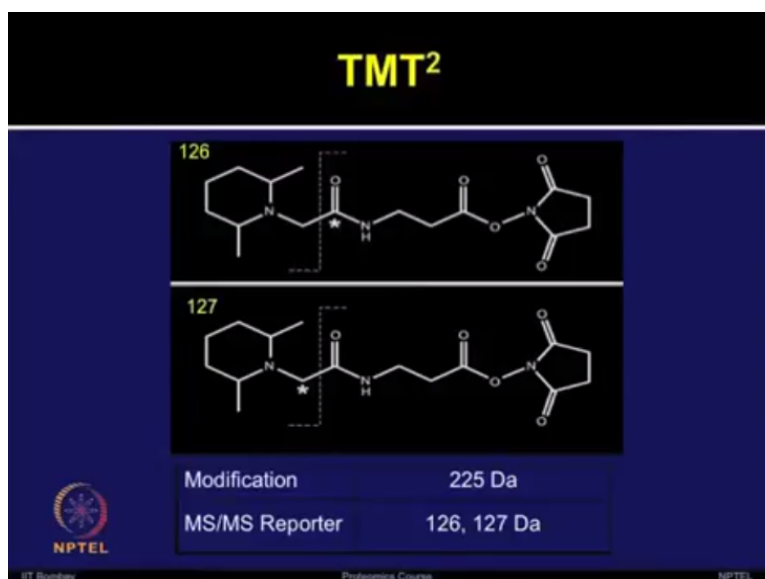 TMT²
126
O O O
N N H O N
O
127
O O O
N * N H O N
O
Modification 225 Da
MS/MS Reporter 126, 127 Da
NPTEL
IIT Bombay Proteomics Course NPTEL